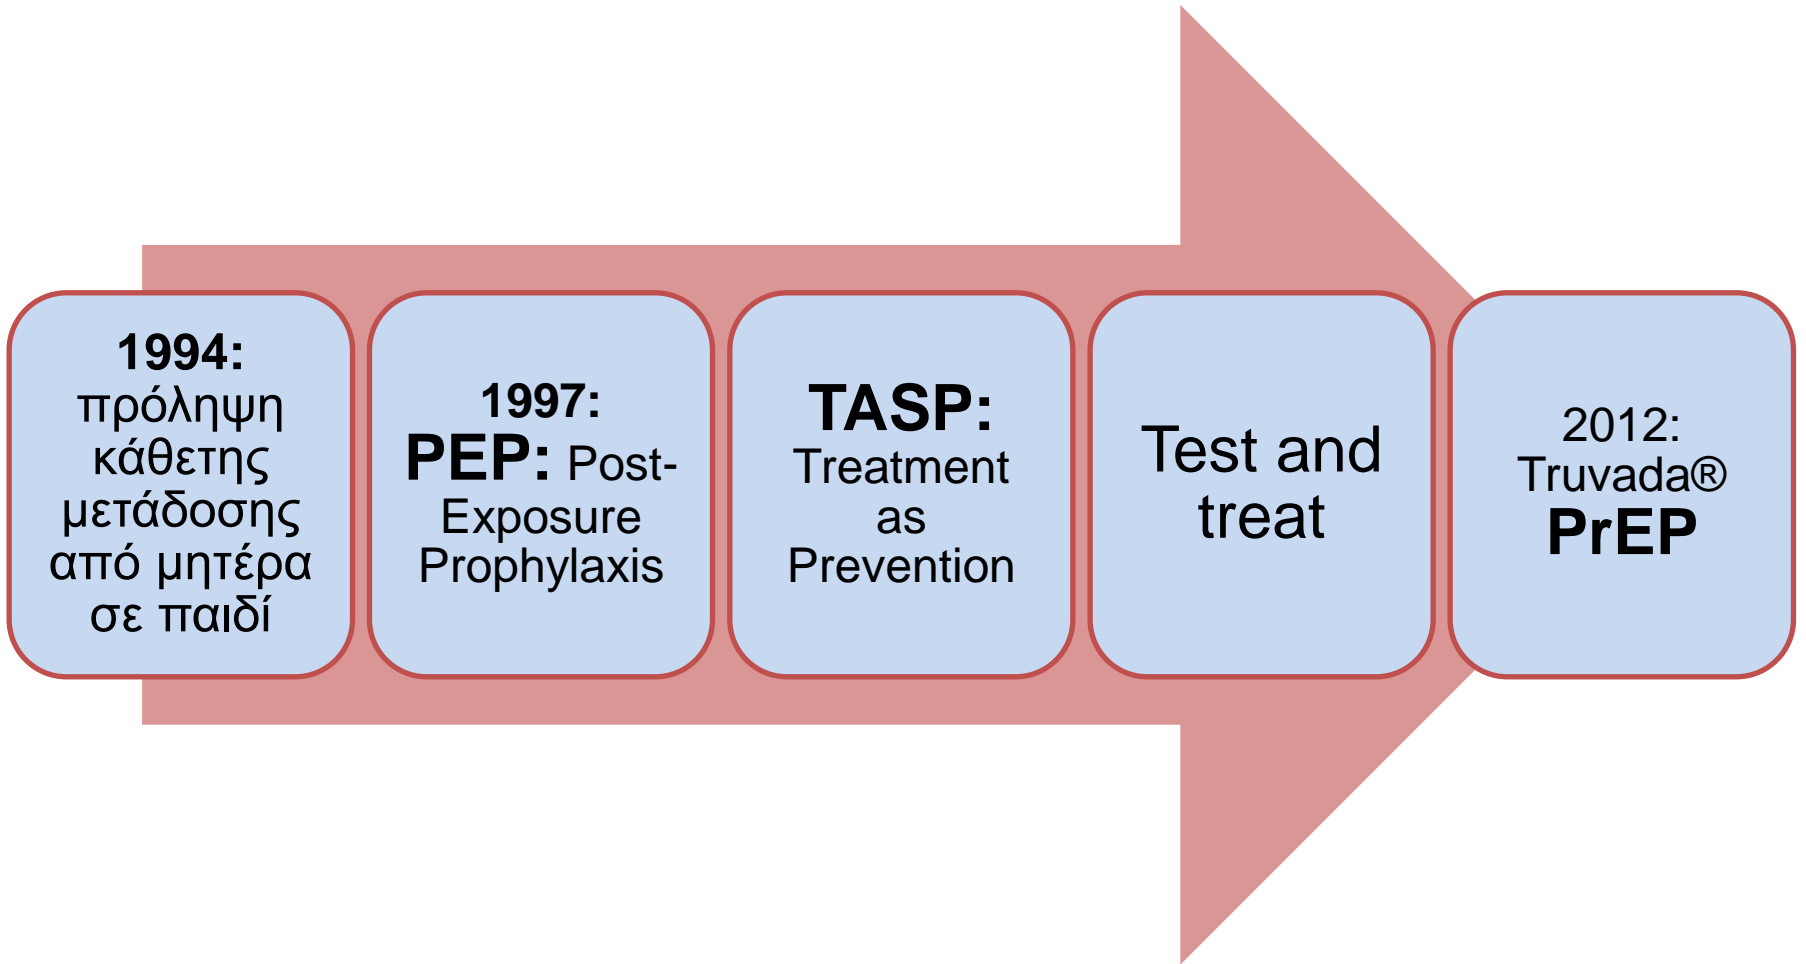 1994:
πρόληψη
κάθετης
μετάδοσης
από μητέρα
σε παιδί
1997:
PEP: Post-
Exposure
Prophylaxis
TASP:
Treatment
as
Prevention
Test and
treat
2012:
Truvada®
PrEP